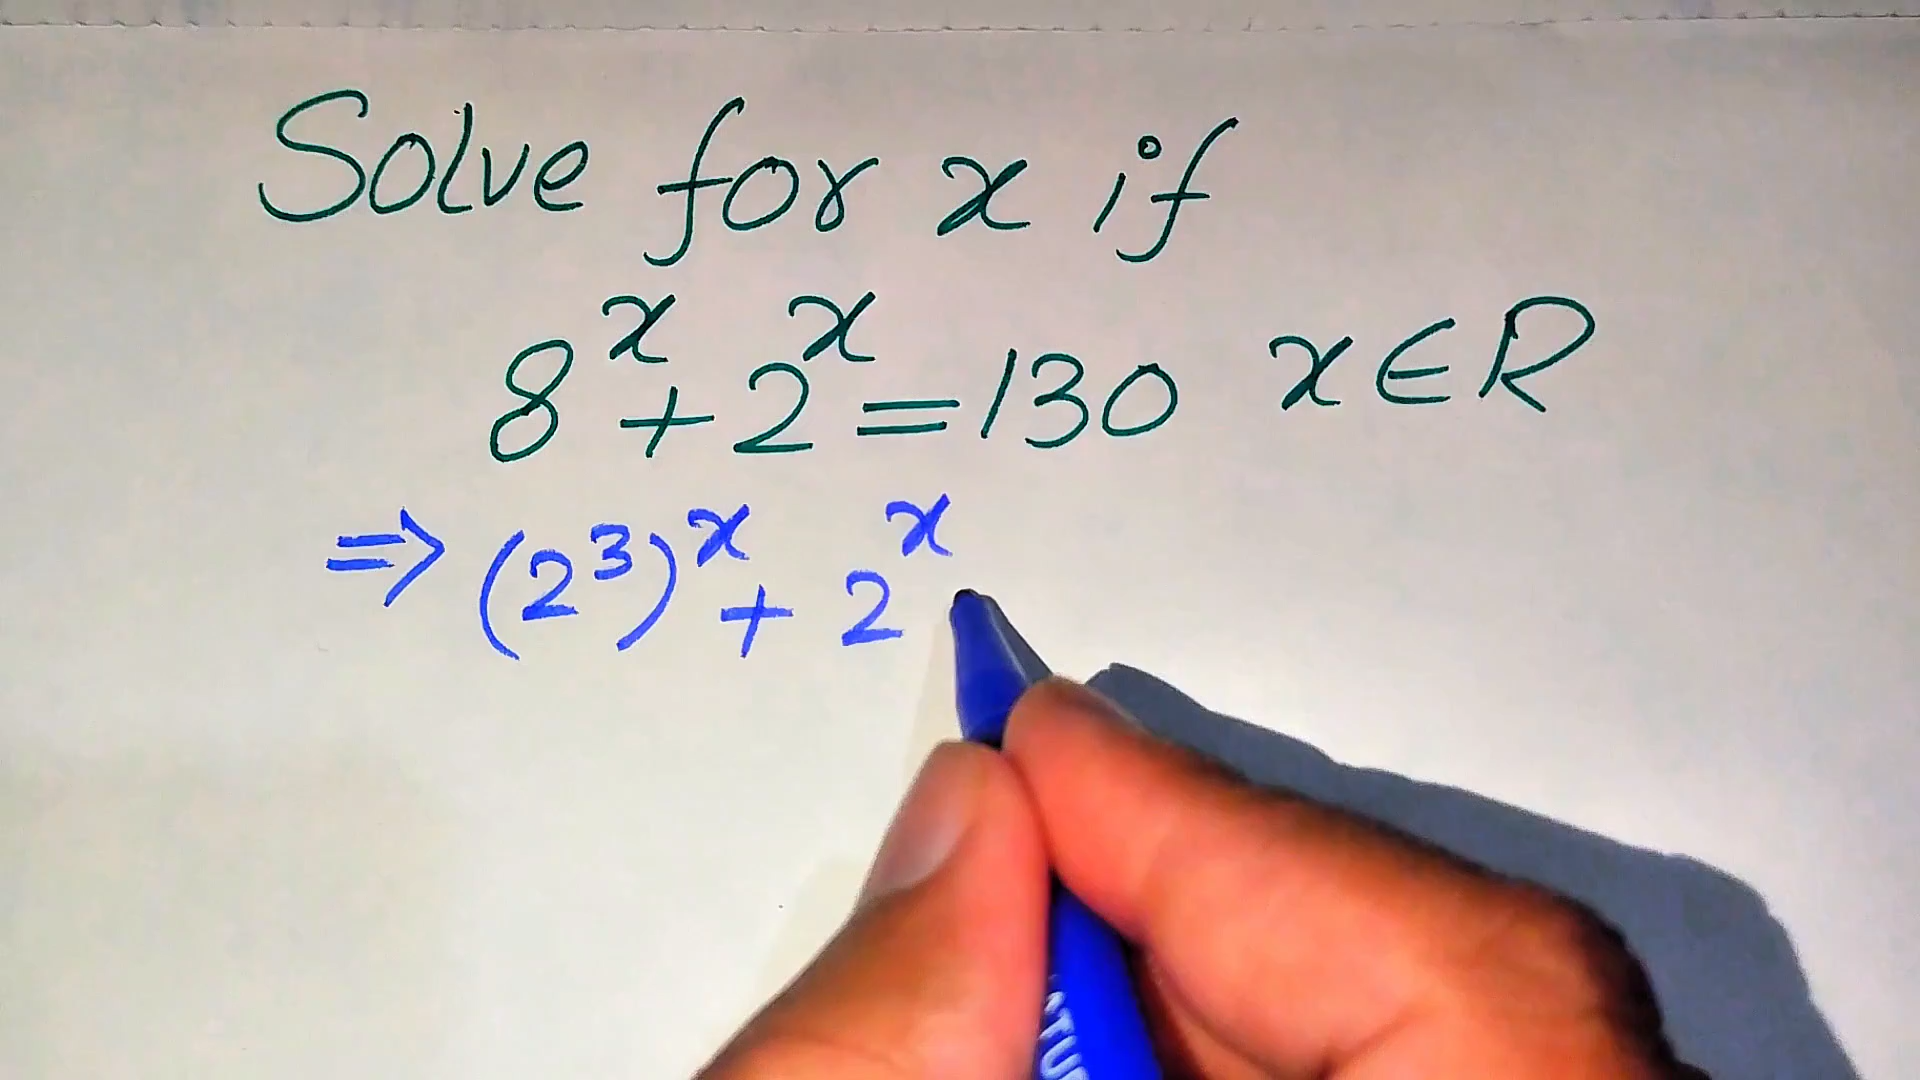 Solve for x if
8^x + 2^x = 130 x ∈ R
⇒ (2^3)^x + 2^x